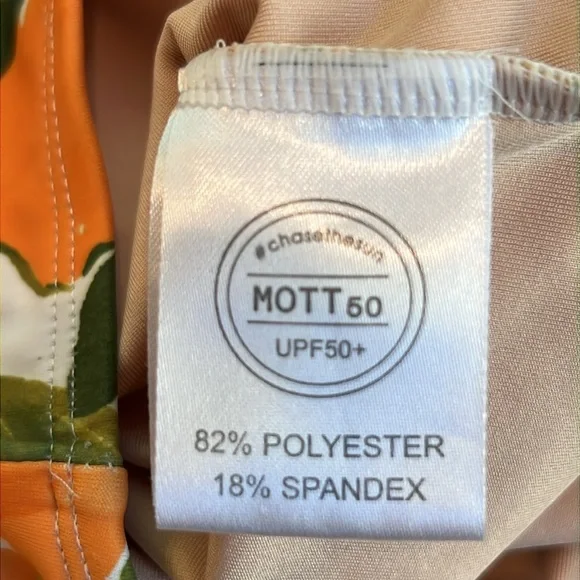 #chasethesun
MOTT50
UPF50+
82% POLYESTER
18% SPANDEX